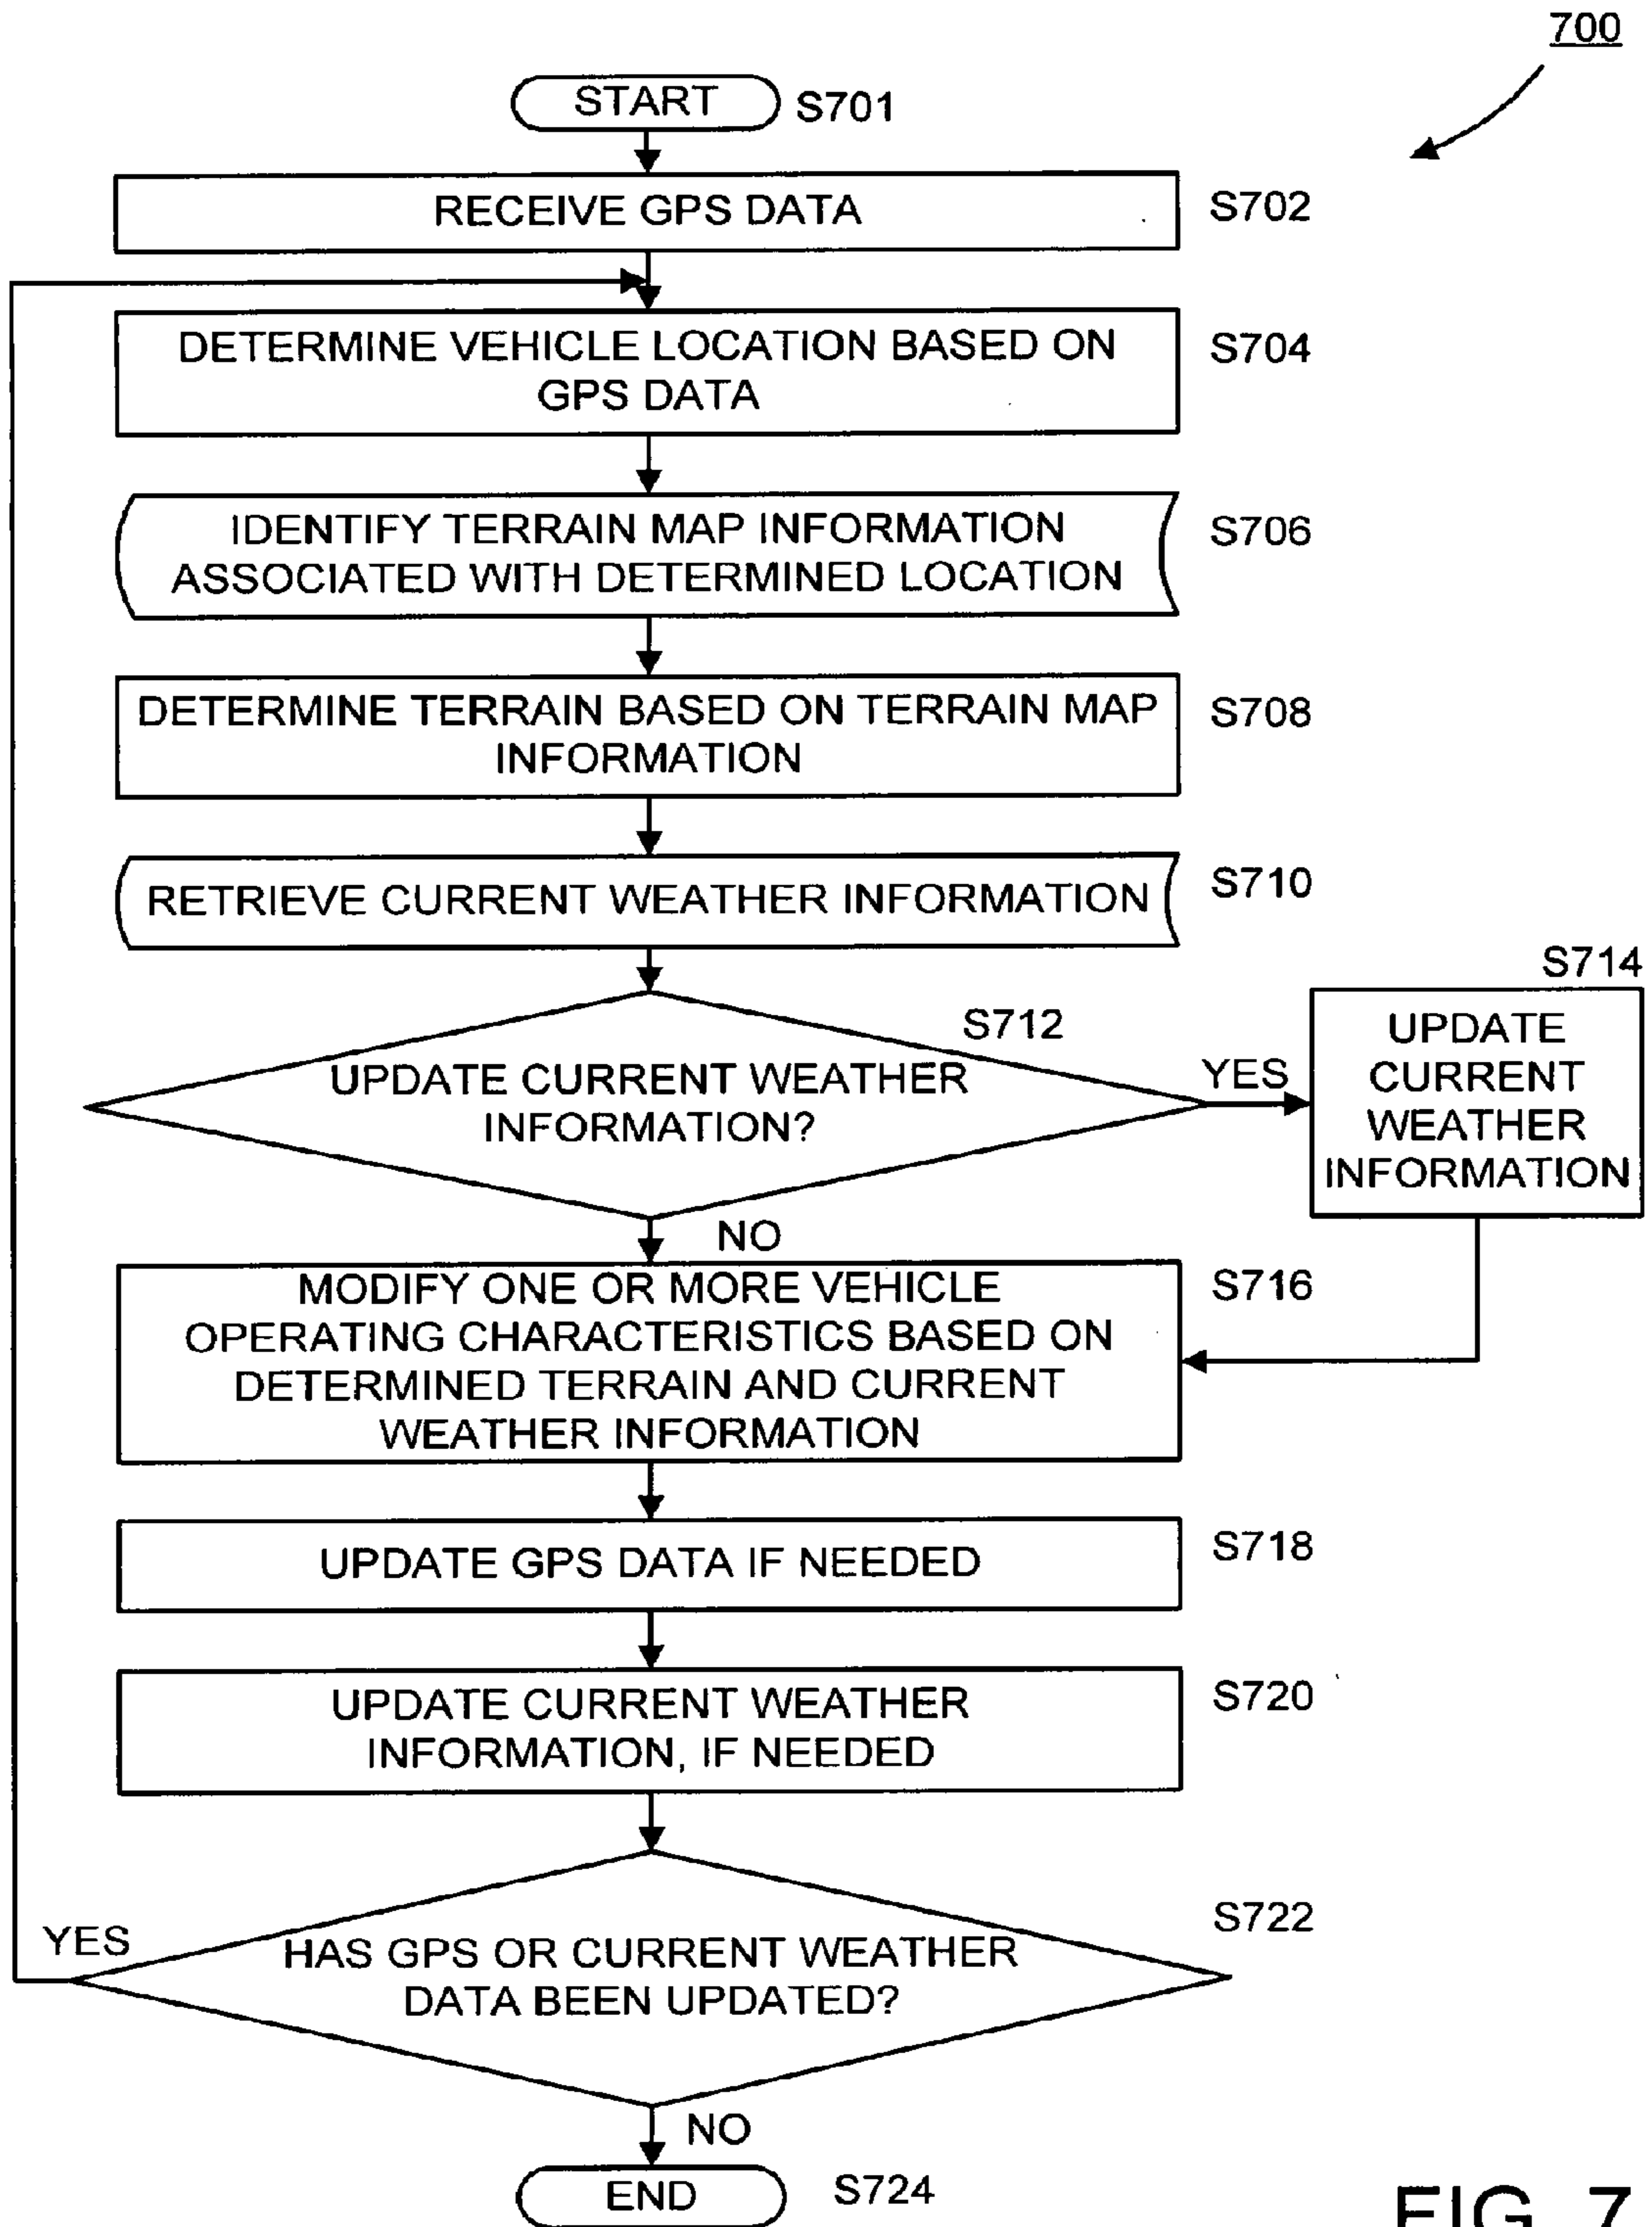 700
START
S701
RECEIVE GPS DATA
S702
DETERMINE VEHICLE LOCATION BASED ON
GPS DATA
S704
IDENTIFY TERRAIN MAP INFORMATION
ASSOCIATED WITH DETERMINED LOCATION
S706
DETERMINE TERRAIN BASED ON TERRAIN MAP
INFORMATION
S708
RETRIEVE CURRENT WEATHER INFORMATION
S710
UPDATE CURRENT WEATHER
INFORMATION?
S712
YES
S714
UPDATE
CURRENT
WEATHER
INFORMATION
NO
MODIFY ONE OR MORE VEHICLE
OPERATING CHARACTERISTICS BASED ON
DETERMINED TERRAIN AND CURRENT
WEATHER INFORMATION
S716
UPDATE GPS DATA IF NEEDED
S718
UPDATE CURRENT WEATHER
INFORMATION, IF NEEDED
S720
HAS GPS OR CURRENT WEATHER
DATA BEEN UPDATED?
S722
YES
NO
END
S724
FIG. 7